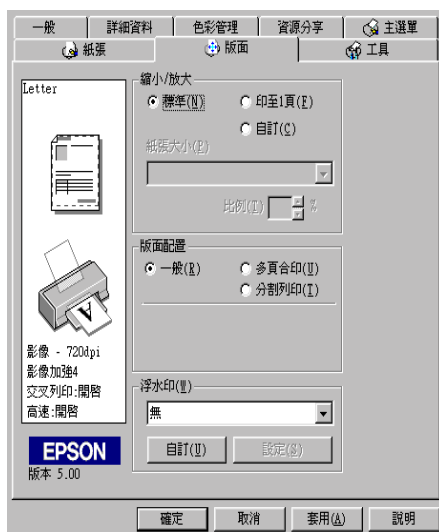 一般 詳細資料 色彩管理 資源分享 主選單
紙張 版面 工具
Letter
影像 - 720dpi
影像加強4
交叉列印:開啓
高速:開啓
EPSON
版本 5.00
縮小/放大
標準(N) 印至1頁(F)
自訂(C)
紙張大小(P)
比例(T) %
版面配置
一般(R) 多頁合印(U)
分割列印(I)
浮水印(W)
無
自訂(U) 設定(S)
確定 取消 套用(A) 說明